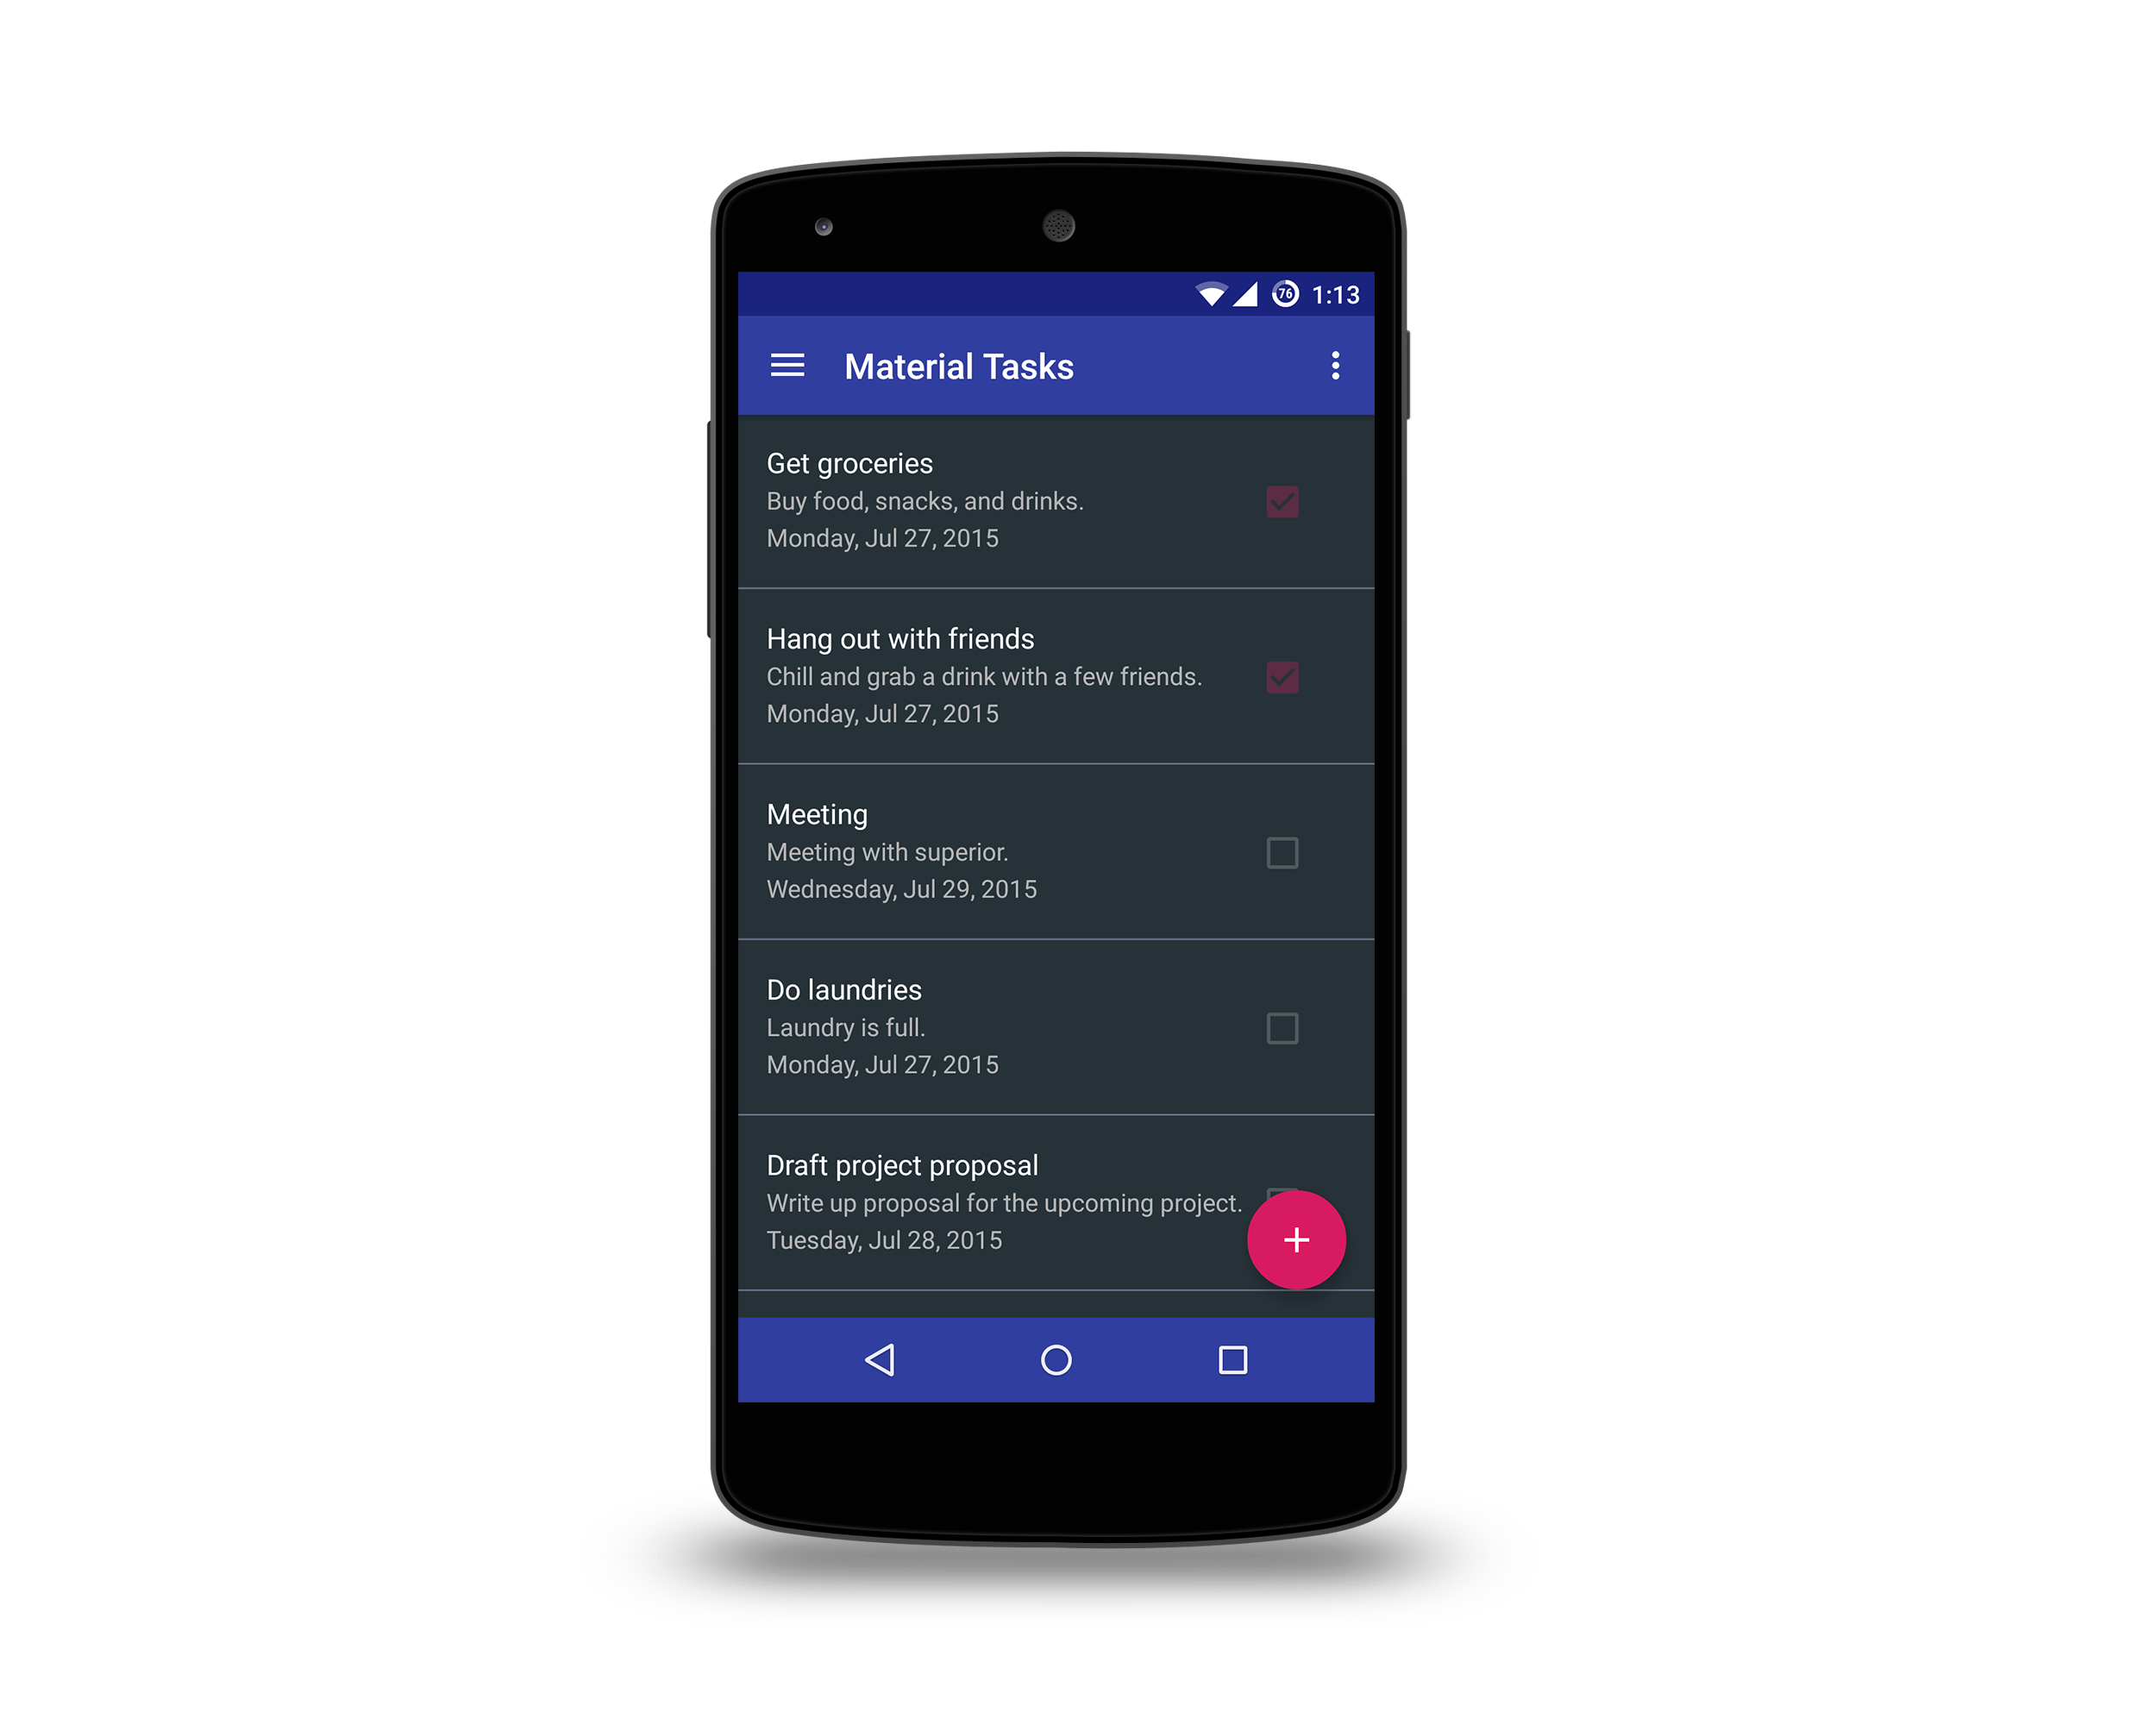 76 1:13
Material Tasks
Get groceries
Buy food, snacks, and drinks.
Monday, Jul 27, 2015
Hang out with friends
Chill and grab a drink with a few friends.
Monday, Jul 27, 2015
Meeting
Meeting with superior.
Wednesday, Jul 29, 2015
Do laundries
Laundry is full.
Monday, Jul 27, 2015
Draft project proposal
Write up proposal for the upcoming project.
Tuesday, Jul 28, 2015